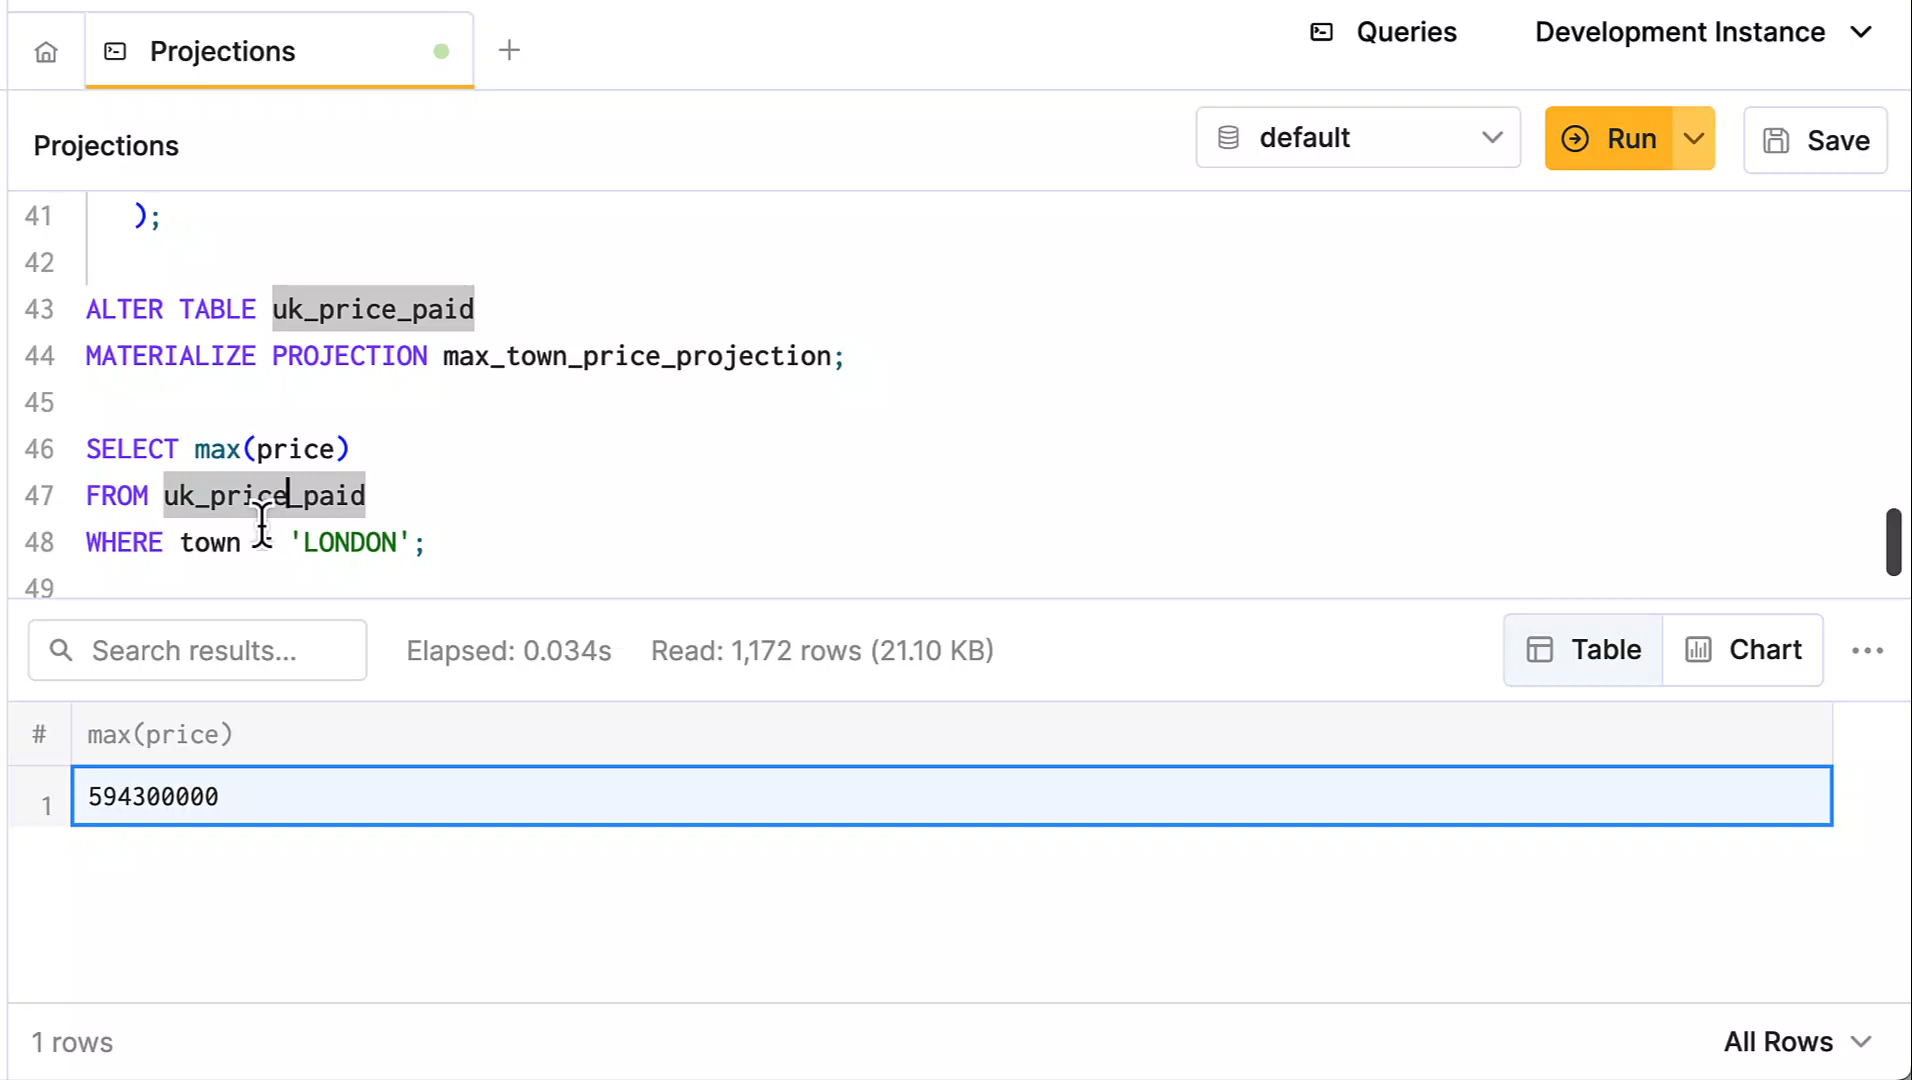 Projections
Queries
Development Instance
Projections
default
Run
Save
41 );
42
43 ALTER TABLE uk_price_paid
44 MATERIALIZE PROJECTION max_town_price_projection;
45
46 SELECT max(price)
47 FROM uk_price_paid
48 WHERE town = 'LONDON';
49
Search results...
Elapsed: 0.034s
Read: 1,172 rows (21.10 KB)
Table
Chart
# max(price)
1 594300000
1 rows
All Rows